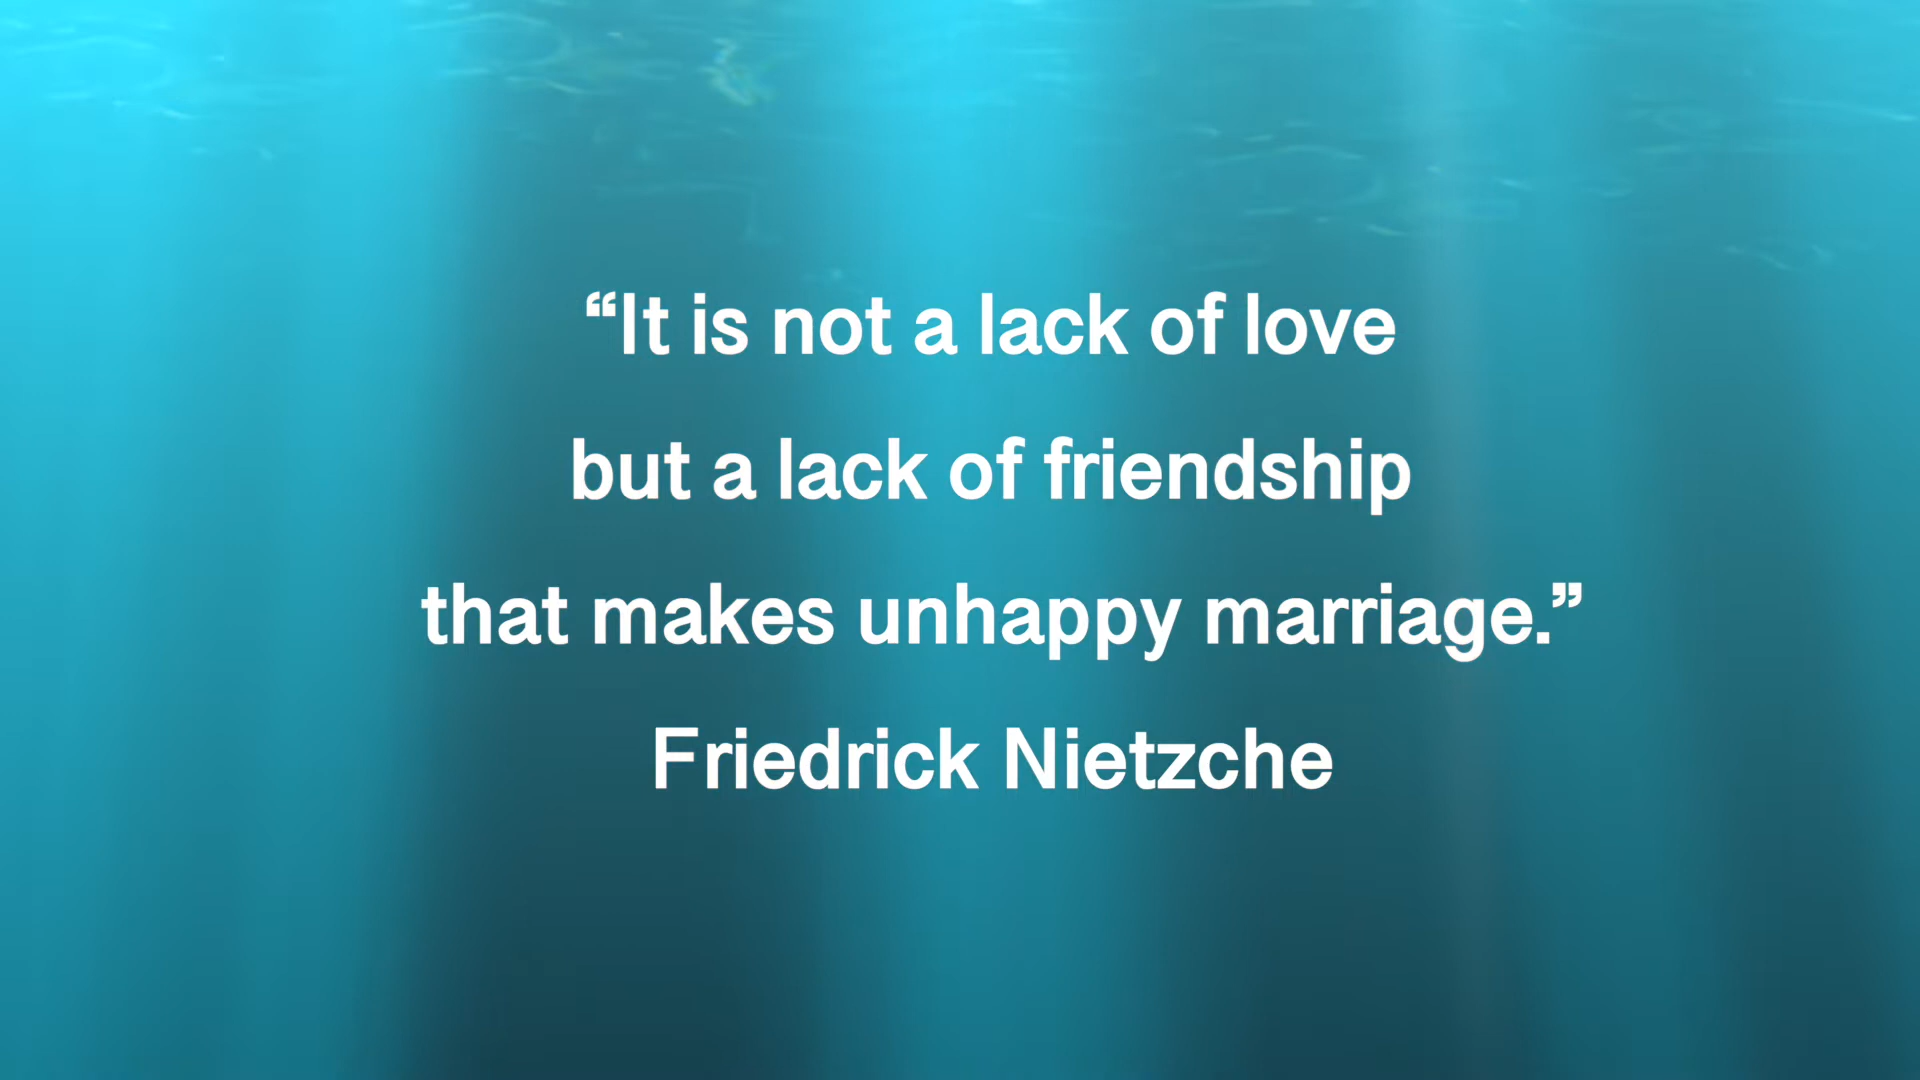 “It is not a lack of love
but a lack of friendship
that makes unhappy marriage.”
Friedrick Nietzche